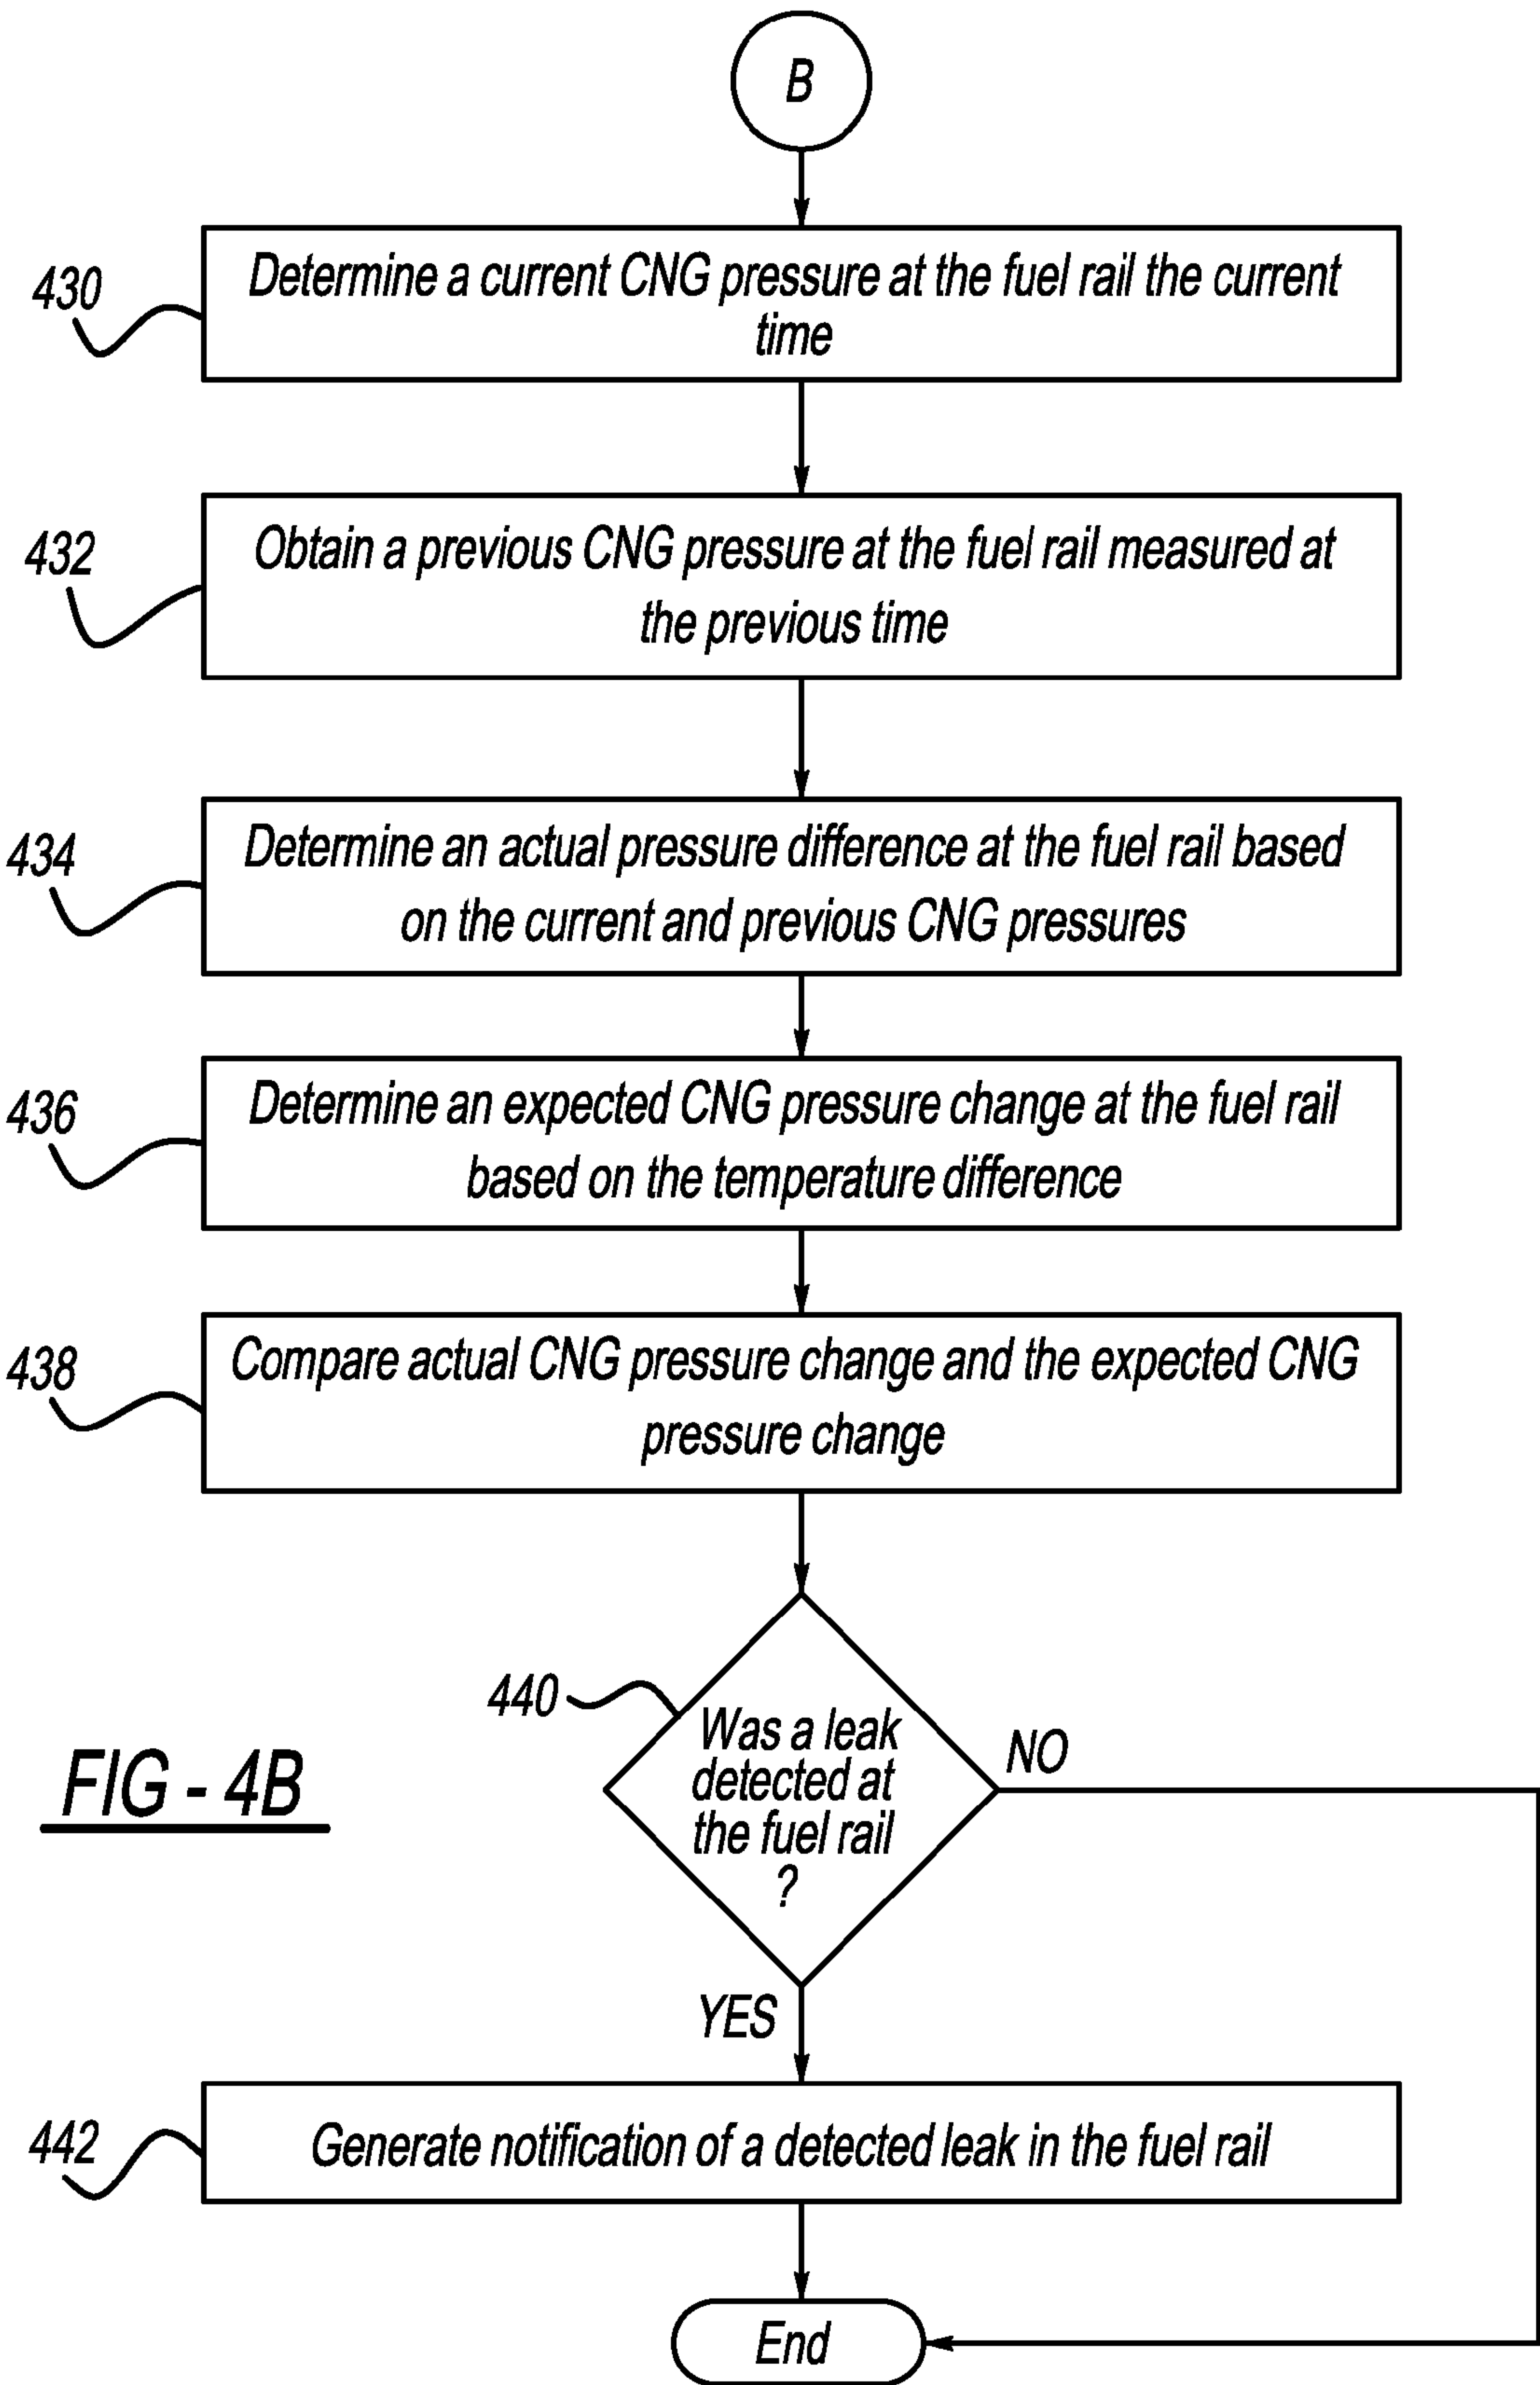 B
430
Determine a current CNG pressure at the fuel rail the current
time
432
Obtain a previous CNG pressure at the fuel rail measured at
the previous time
434
Determine an actual pressure difference at the fuel rail based
on the current and previous CNG pressures
436
Determine an expected CNG pressure change at the fuel rail
based on the temperature difference
438
Compare actual CNG pressure change and the expected CNG
pressure change
440
Was a leak
detected at
the fuel rail
?
NO
FIG - 4B
YES
442
Generate notification of a detected leak in the fuel rail
End